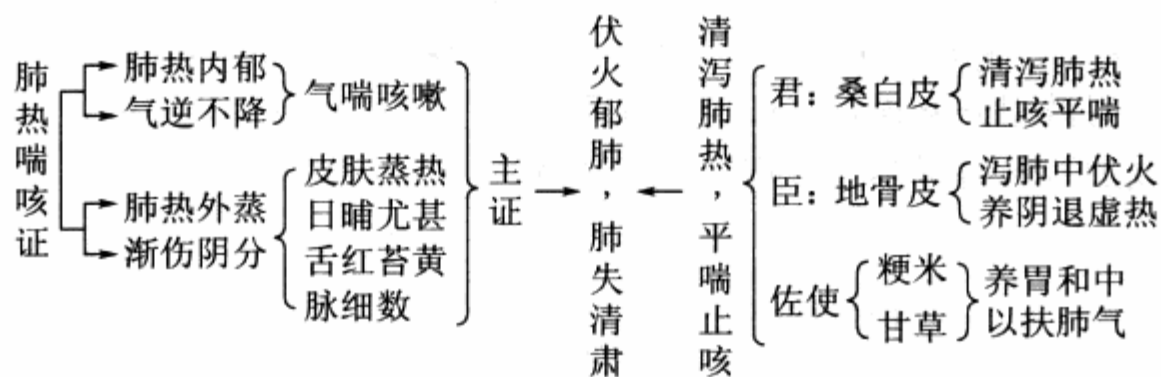 肺热喘咳证
肺热内郁
气逆不降
气喘咳嗽
肺热外蒸
渐伤阴分
皮肤蒸热
日晡尤甚
舌红苔黄
脉细数
主证
伏火郁肺，肺失清肃
清泻肺热，平喘止咳
君：桑白皮
清泻肺热
止咳平喘
臣：地骨皮
泻肺中伏火
养阴退虚热
佐使
粳米
甘草
养胃和中
以扶肺气